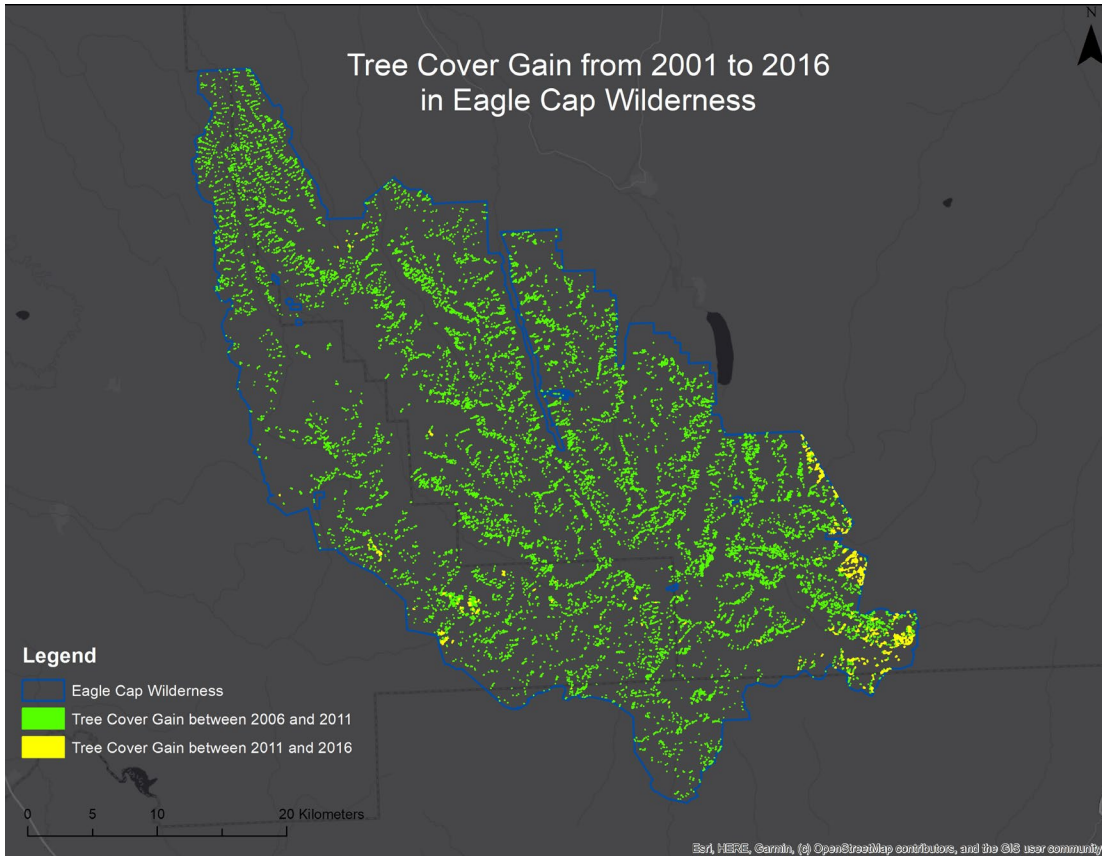 N
Tree Cover Gain from 2001 to 2016
in Eagle Cap Wilderness
Legend
Eagle Cap Wilderness
Tree Cover Gain between 2006 and 2011
Tree Cover Gain between 2011 and 2016
0 5 10 20 Kilometers
Esri, HERE, Garmin, (c) OpenStreetMap contributors, and the GIS user community